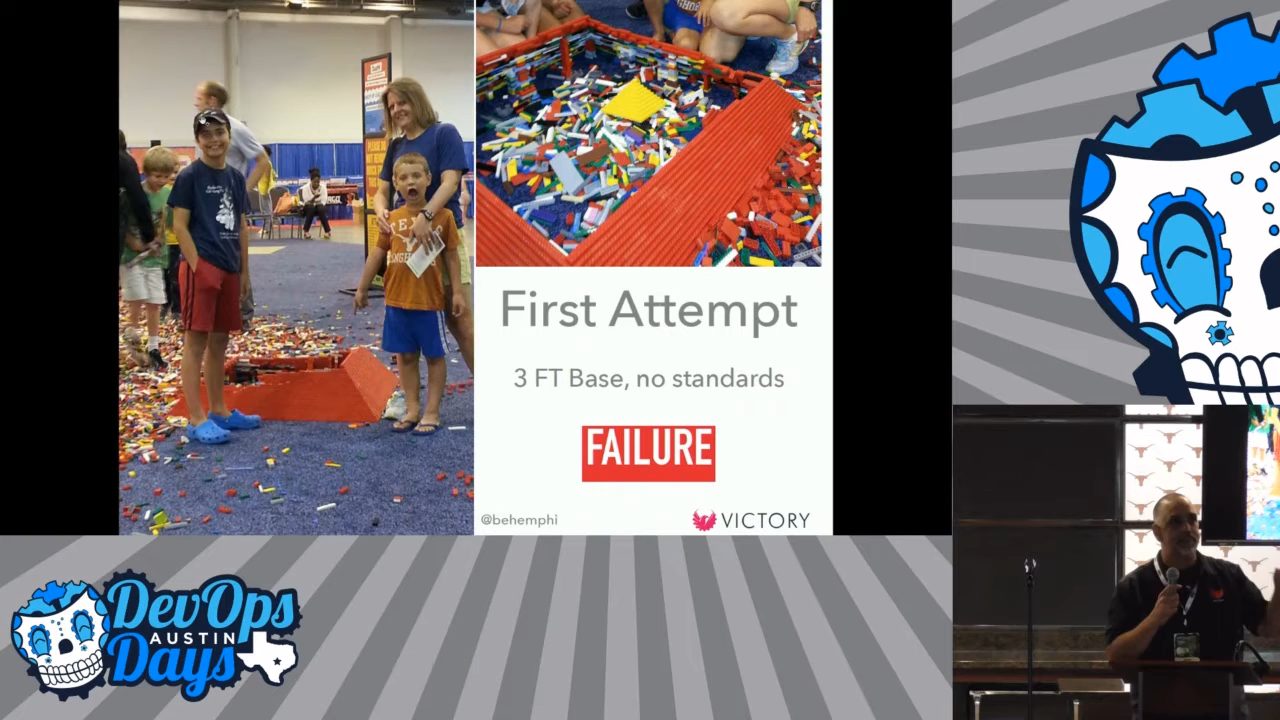 First Attempt
3 FT Base, no standards
FAILURE
@behemphi
VICTORY
DevOps
AUSTIN
Days